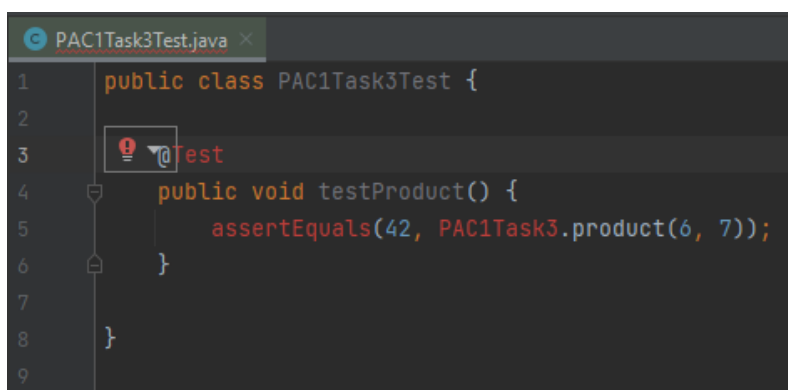 PAC1Task3Test.java
1 public class PAC1Task3Test {
2
3 @Test
4 public void testProduct() {
5 assertEquals(42, PAC1Task3.product(6, 7));
6 }
7
8 }
9